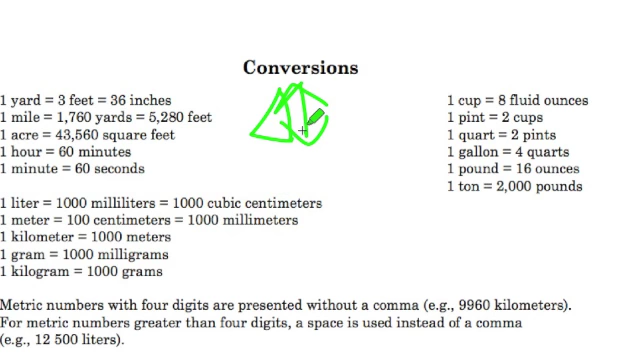 Conversions
1 yard = 3 feet = 36 inches
1 mile = 1,760 yards = 5,280 feet
1 acre = 43,560 square feet
1 hour = 60 minutes
1 minute = 60 seconds
1 cup = 8 fluid ounces
1 pint = 2 cups
1 quart = 2 pints
1 gallon = 4 quarts
1 pound = 16 ounces
1 ton = 2,000 pounds
1 liter = 1000 milliliters = 1000 cubic centimeters
1 meter = 100 centimeters = 1000 millimeters
1 kilometer = 1000 meters
1 gram = 1000 milligrams
1 kilogram = 1000 grams
Metric numbers with four digits are presented without a comma (e.g., 9960 kilometers).
For metric numbers greater than four digits, a space is used instead of a comma
(e.g., 12 500 liters).